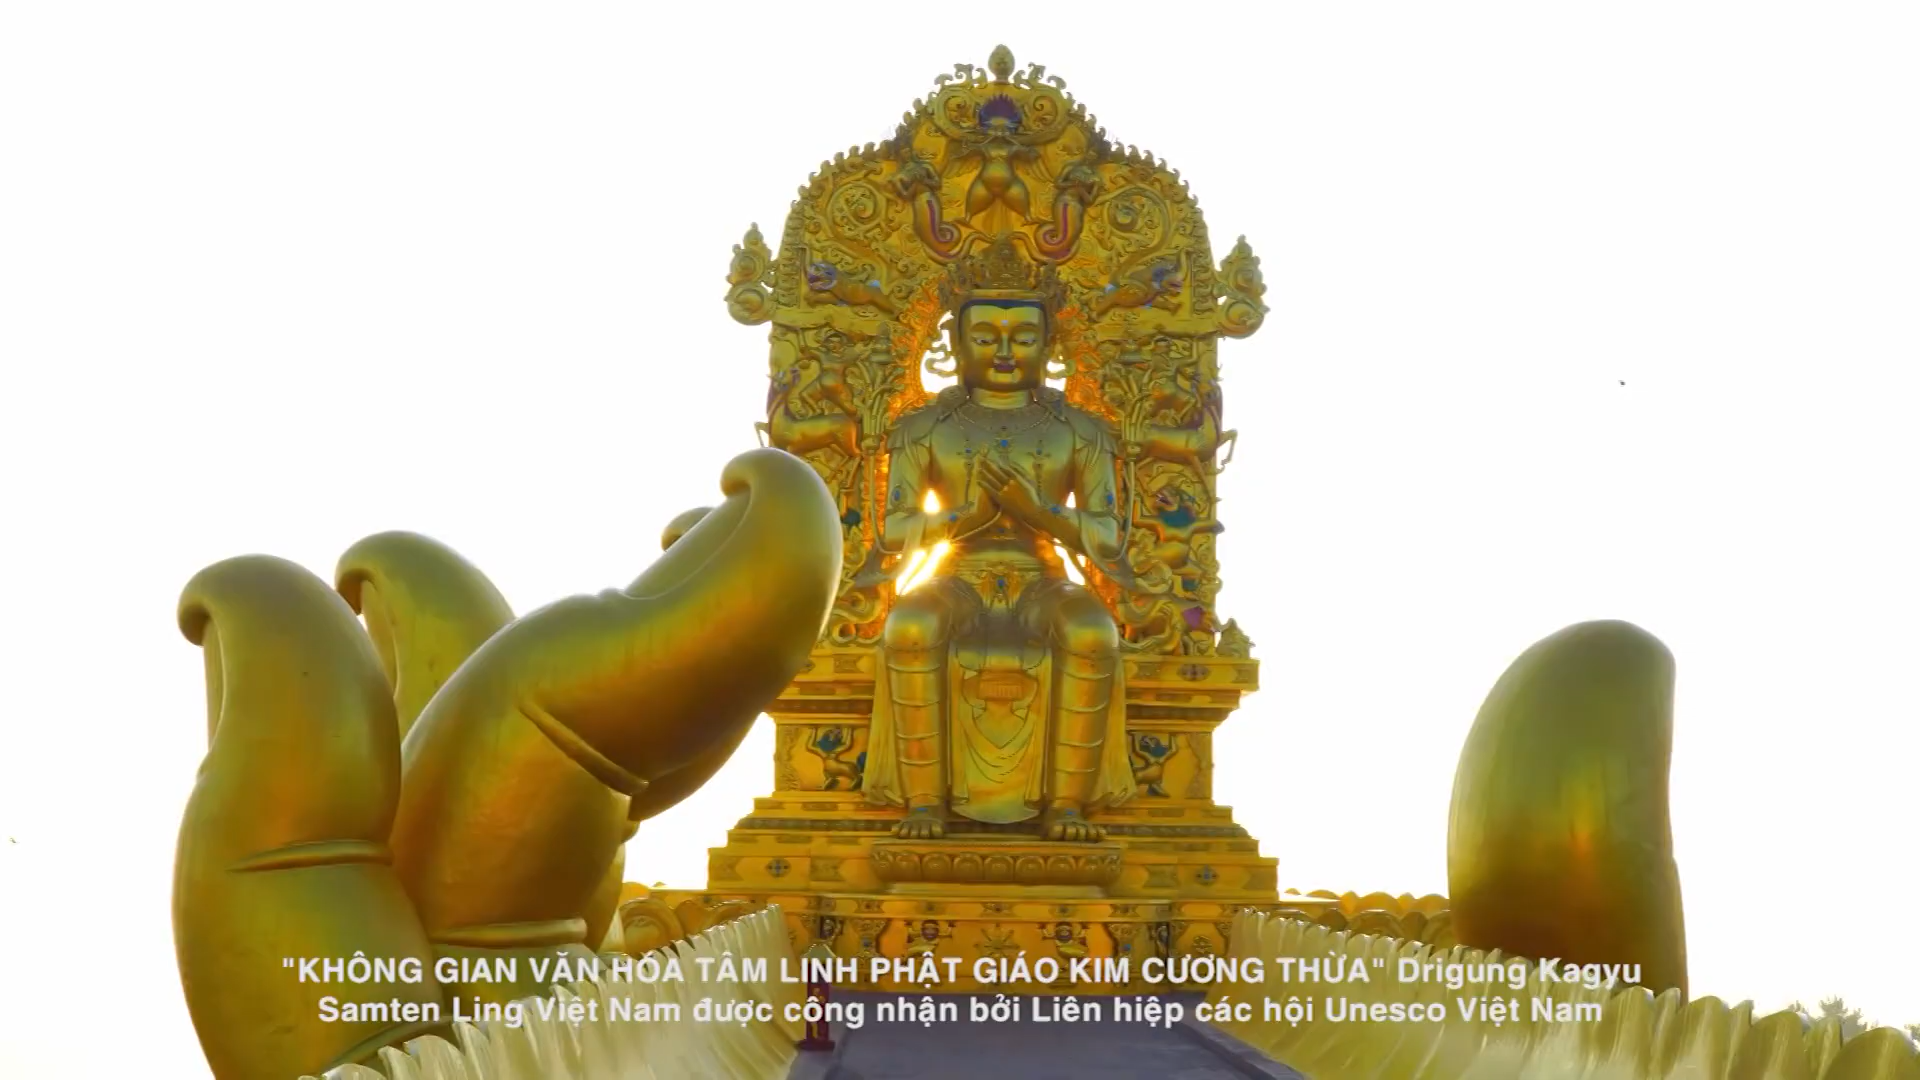 "KHÔNG GIAN VĂN HÓA TÂM LINH PHẬT GIÁO KIM CƯƠNG THỪA" Drigung Kagyu
Samten Ling Việt Nam được công nhận bởi Liên hiệp các hội Unesco Việt Nam